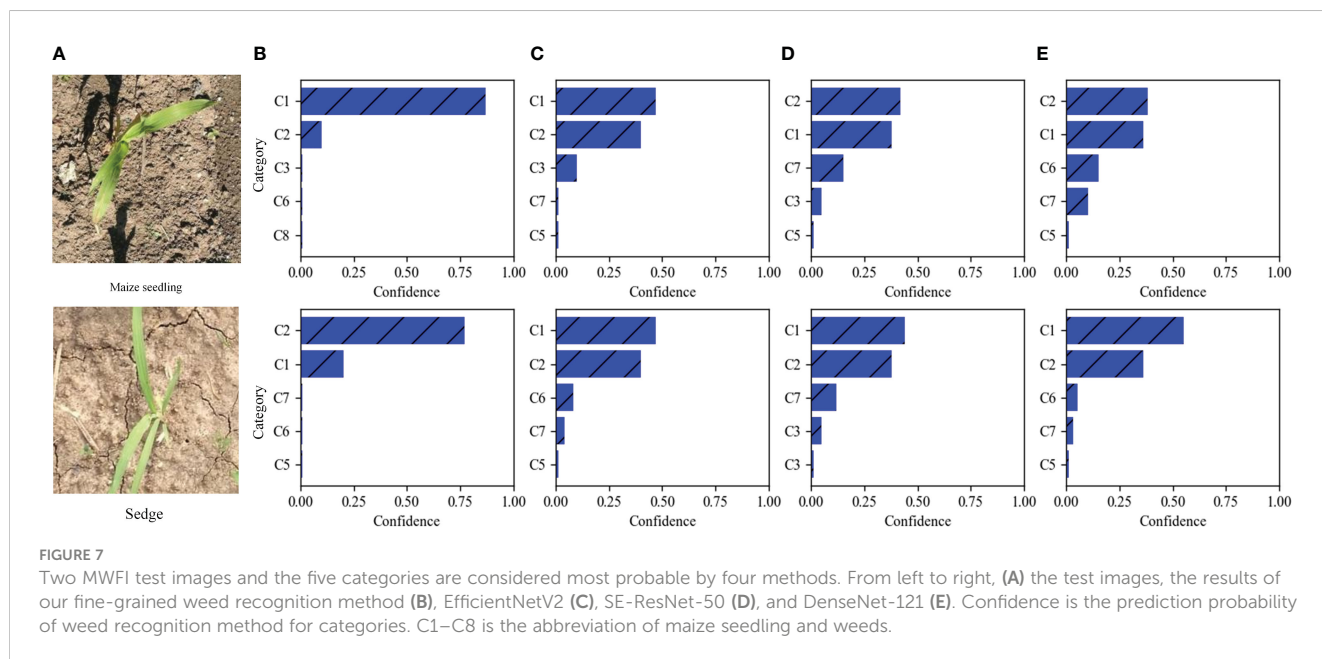 A
B
C
D
E
Category
C1
C2
C3
C6
C8
0.00 0.25 0.50 0.75 1.00
Confidence
C1
C2
C3
C7
C5
0.00 0.25 0.50 0.75 1.00
Confidence
C2
C1
C7
C3
C5
0.00 0.25 0.50 0.75 1.00
Confidence
C2
C1
C6
C7
C5
0.00 0.25 0.50 0.75 1.00
Confidence
Maize seedling
Category
C2
C1
C7
C6
C5
0.00 0.25 0.50 0.75 1.00
Confidence
C1
C2
C6
C7
C5
0.00 0.25 0.50 0.75 1.00
Confidence
C1
C2
C7
C3
C3
0.00 0.25 0.50 0.75 1.00
Confidence
C1
C2
C6
C7
C5
0.00 0.25 0.50 0.75 1.00
Confidence
Sedge
FIGURE 7
Two MWFI test images and the five categories are considered most probable by four methods. From left to right, (A) the test images, the results of
our fine-grained weed recognition method (B), EfficientNetV2 (C), SE-ResNet-50 (D), and DenseNet-121 (E). Confidence is the prediction probability
of weed recognition method for categories. C1–C8 is the abbreviation of maize seedling and weeds.